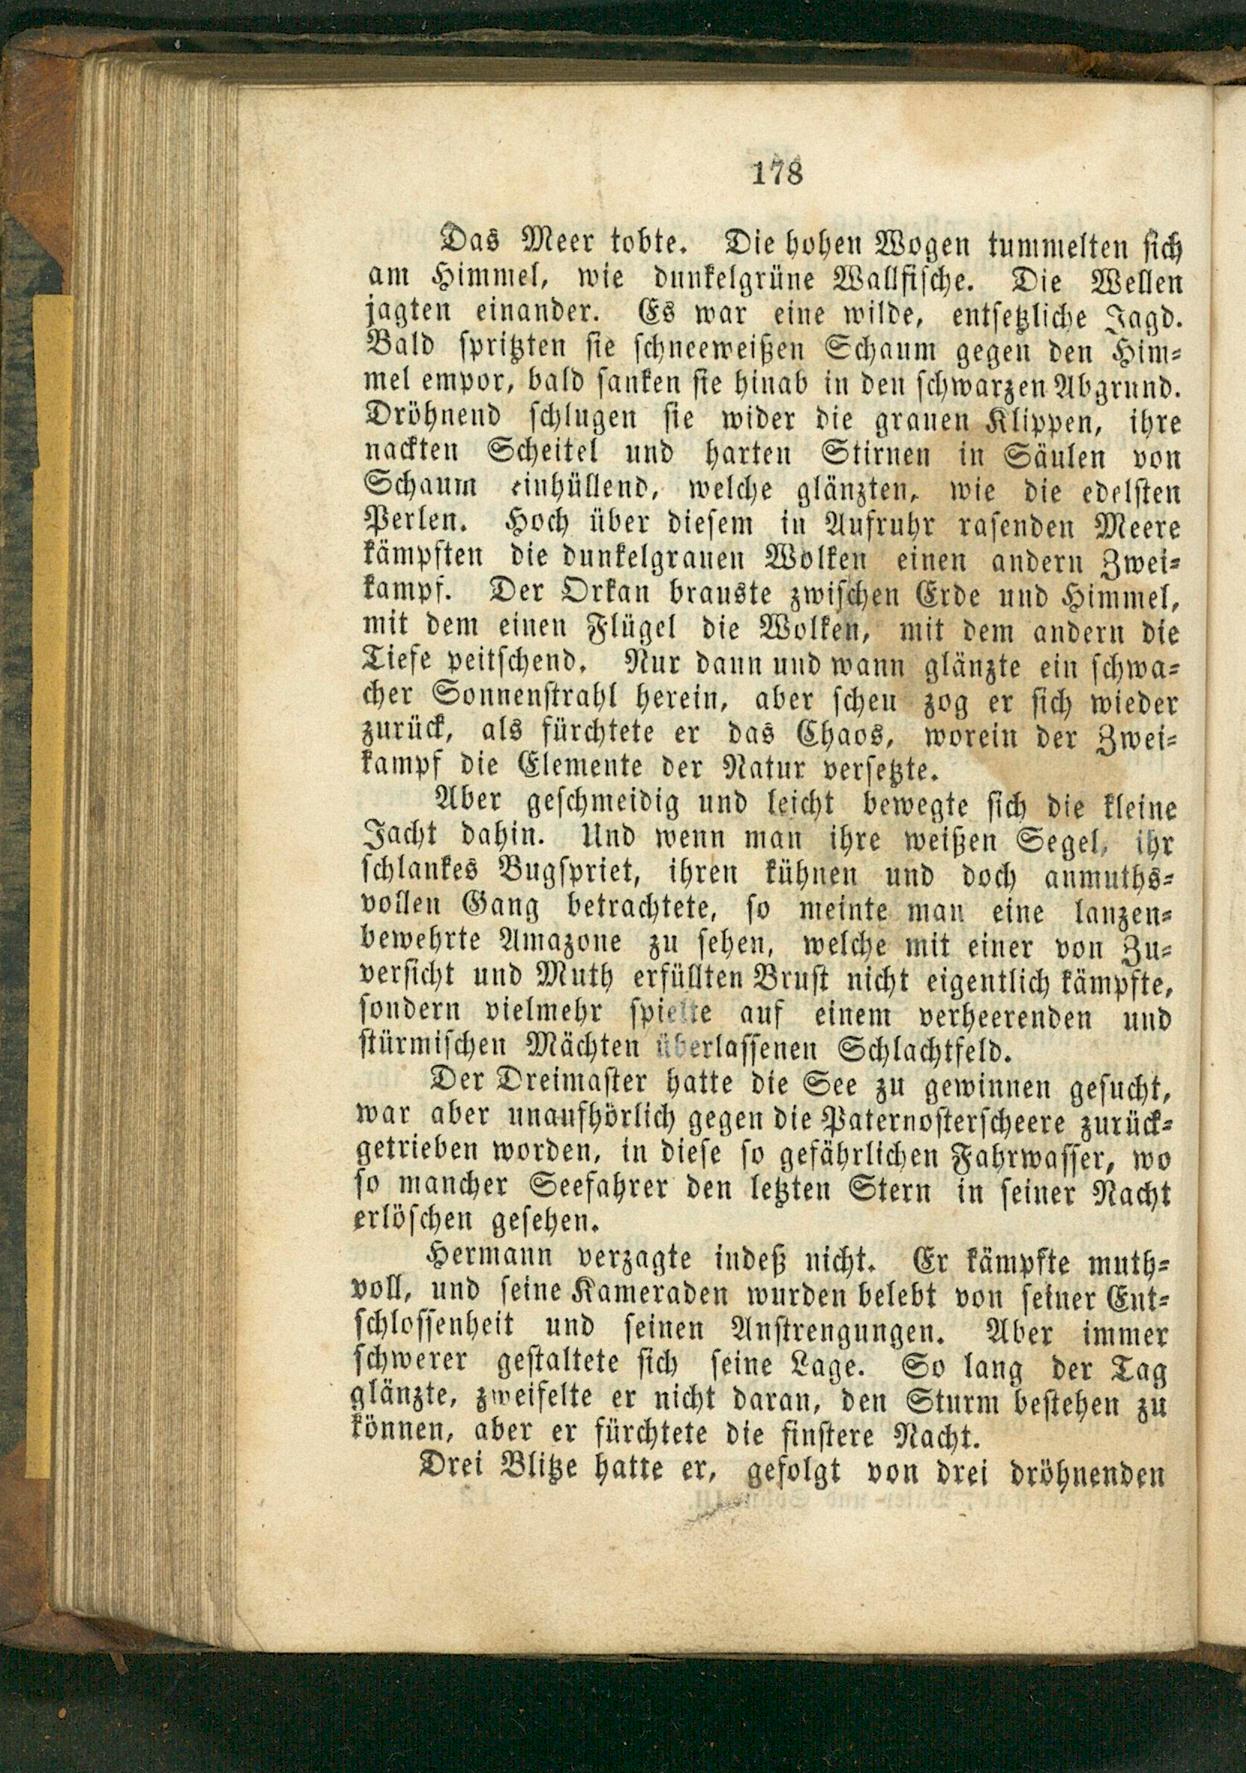 178
Das Meer tobte. Die hohen Wogen tummelten sich
am Himmel, wie dunkelgrüne Wallfische. Die Wellen
jagten einander. Es war eine wilde, entsetzliche Jagd.
Bald spritzten sie schneeweißen Schaum gegen den Him-
mel empor, bald sanken sie hinab in den schwarzen Abgrund.
Dröhnend schlugen sie wider die grauen Klippen, ihre
nackten Scheitel und harten Stirnen in Säulen von
Schaum einhüllend, welche glänzten, wie die edelsten
Perlen. Hoch über diesem in Aufruhr rasenden Meere
kämpften die dunkelgrauen Wolken einen andern Zwei-
kampf. Der Orkan brauste zwischen Erde und Himmel,
mit dem einen Flügel die Wolken, mit dem andern die
Tiefe peitschend. Nur dann und wann glänzte ein schwa-
cher Sonnenstrahl herein, aber scheu zog er sich wieder
zurück, als fürchtete er das Chaos, worein der Zwei-
kampf die Elemente der Natur versetzte.
Aber geschmeidig und leicht bewegte sich die kleine
Jacht dahin. Und wenn man ihre weißen Segel, ihr
schlankes Bugspriet, ihren kühnen und doch anmuths-
vollen Gang betrachtete, so meinte man eine lanzen-
bewehrte Amazone zu sehen, welche mit einer von Zu-
versicht und Muth erfüllten Brust nicht eigentlich kämpfte,
sondern vielmehr spielte auf einem verheerenden und
stürmischen Mächten überlassenen Schlachtfeld.
Der Dreimaster hatte die See zu gewinnen gesucht,
war aber unaufhörlich gegen die Paternosterscheere zurück-
getrieben worden, in diese so gefährlichen Fahrwasser, wo
so mancher Seefahrer den letzten Stern in seiner Nacht
erlöschen gesehen.
Hermann verzagte indeß nicht. Er kämpfte muth-
voll, und seine Kameraden wurden belebt von seiner Ent-
schlossenheit und seinen Anstrengungen. Aber immer
schwerer gestaltete sich seine Lage. So lang der Tag
glänzte, zweifelte er nicht daran, den Sturm bestehen zu
können, aber er fürchtete die finstere Nacht.
Drei Blitze hatte er, gefolgt von drei dröhnenden